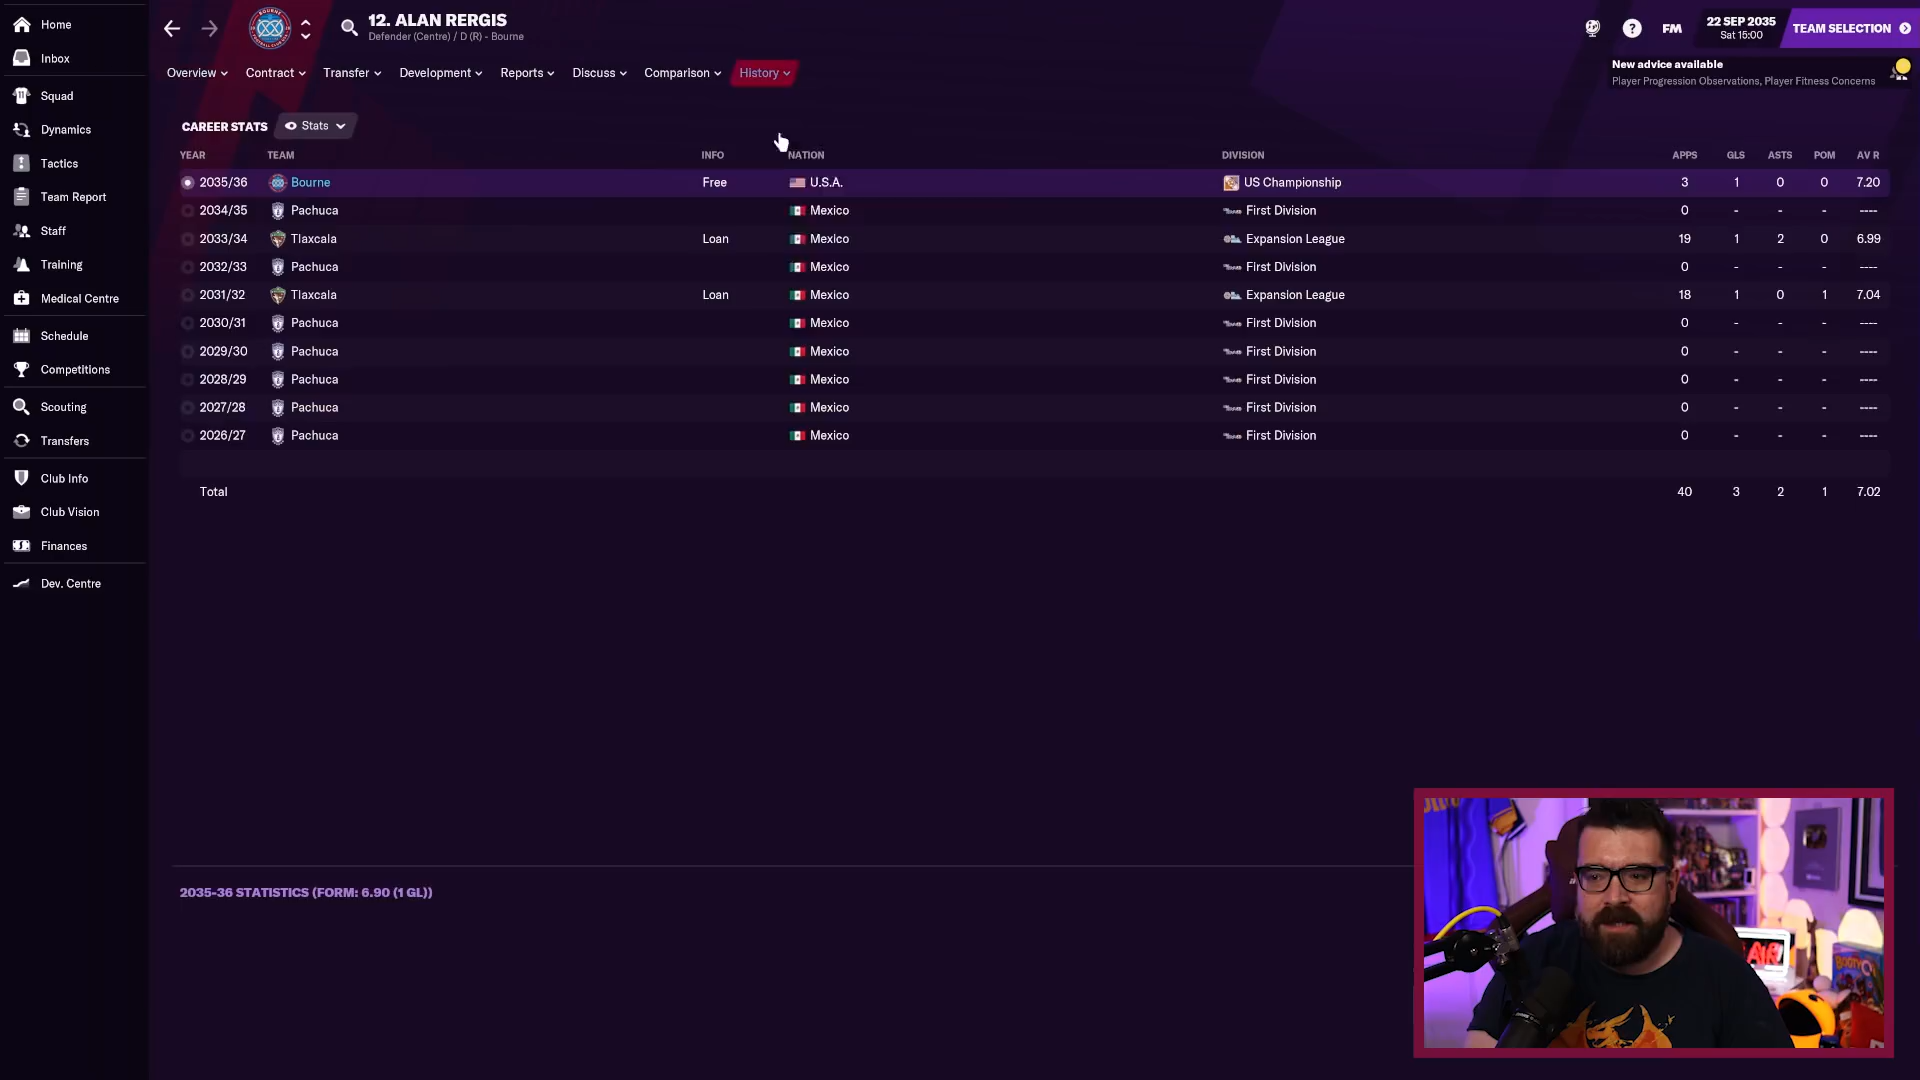 Home
Inbox
Squad
Dynamics
Tactics
Team Report
Staff
Training
Medical Centre
Schedule
Competitions
Scouting
Transfers
Club Info
Club Vision
Finances
Dev. Centre
12. ALAN RERGIS
Defender (Centre) / D (R) - Bourne
FM
22 SEP 2035
Sat 15:00
TEAM SELECTION
Overview Contract Transfer Development Reports Discuss Comparison History
New advice available
Player Progression Observations, Player Fitness Concerns
CAREER STATS Stats
YEAR TEAM INFO NATION DIVISION APPS GLS ASTS POM AV R
2035/36 Bourne Free U.S.A. US Championship 3 1 0 0 7.20
2034/35 Pachuca Mexico First Division 0 - - - ----
2033/34 Tlaxcala Loan Mexico Expansion League 19 1 2 0 6.99
2032/33 Pachuca Mexico First Division 0 - - - ----
2031/32 Tlaxcala Loan Mexico Expansion League 18 1 0 1 7.04
2030/31 Pachuca Mexico First Division 0 - - - ----
2029/30 Pachuca Mexico First Division 0 - - - ----
2028/29 Pachuca Mexico First Division 0 - - - ----
2027/28 Pachuca Mexico First Division 0 - - - ----
2026/27 Pachuca Mexico First Division 0 - - - ----
Total 40 3 2 1 7.02
2035-36 STATISTICS (FORM: 6.90 (1 GL))
AIR